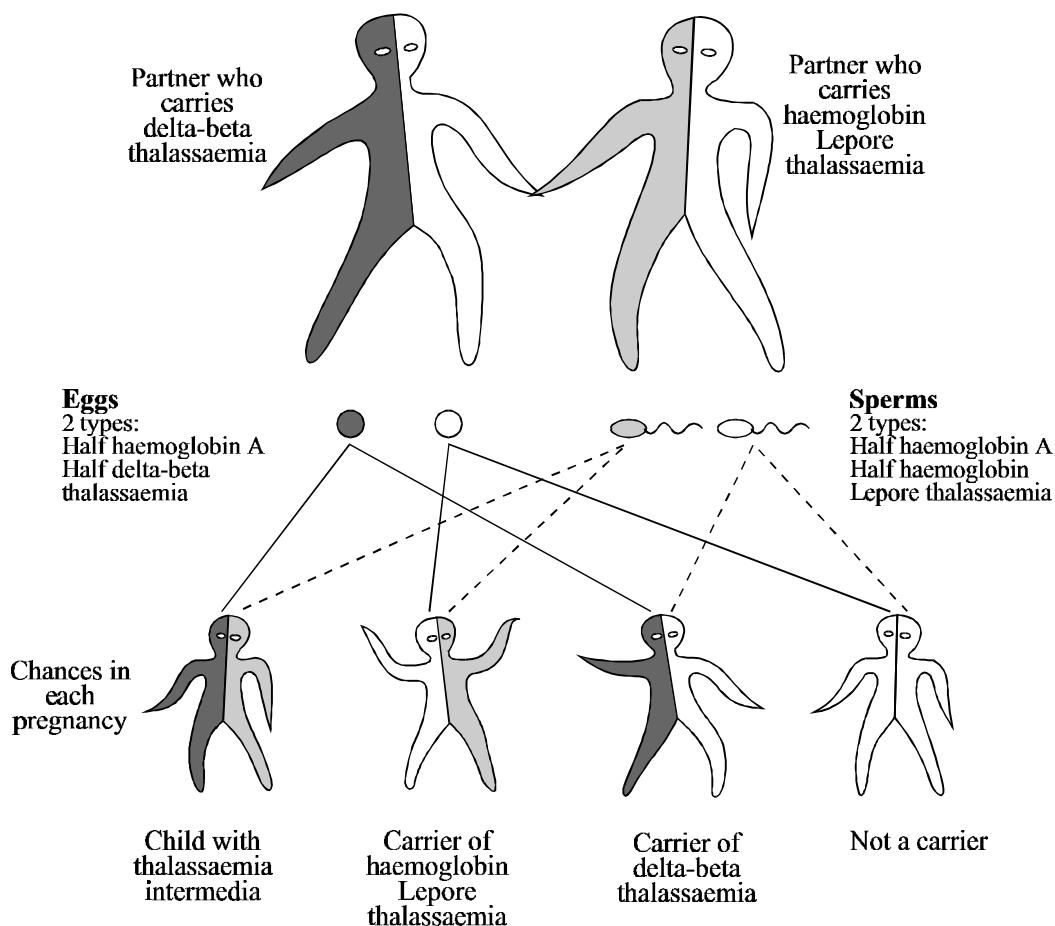 Partner who
carries
delta-beta
thalassaemia
Partner who
carries
haemoglobin
Lepore
thalassaemia
Eggs
2 types:
Half haemoglobin A
Half delta-beta
thalassaemia
Sperms
2 types:
Half haemoglobin A
Half haemoglobin
Lepore thalassaemia
Chances in
each
pregnancy
Child with
thalassaemia
intermedia
Carrier of
haemoglobin
Lepore
thalassaemia
Carrier of
delta-beta
thalassaemia
Not a carrier